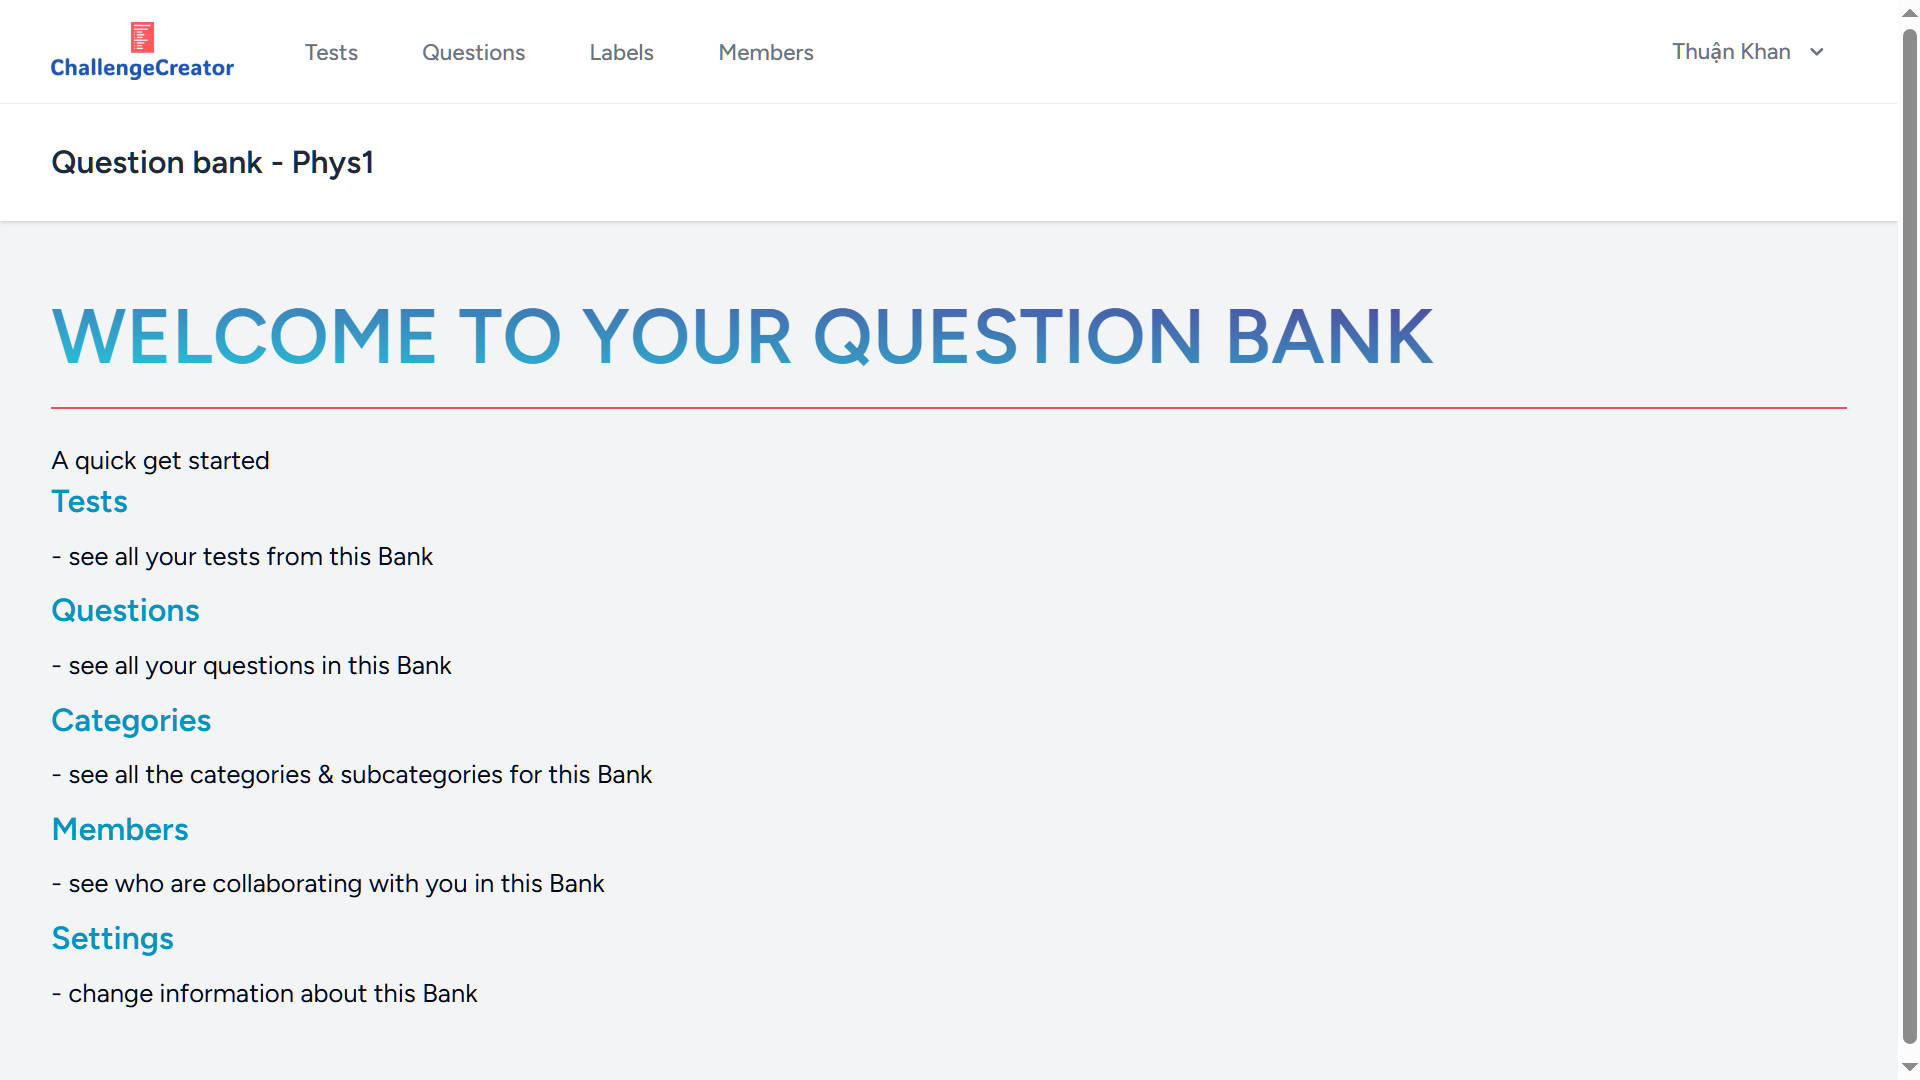 ChallengeCreator
Tests
Questions
Labels
Members
Thuận Khan
Question bank - Phys1
WELCOME TO YOUR QUESTION BANK
A quick get started
Tests
- see all your tests from this Bank
Questions
- see all your questions in this Bank
Categories
- see all the categories & subcategories for this Bank
Members
- see who are collaborating with you in this Bank
Settings
- change information about this Bank